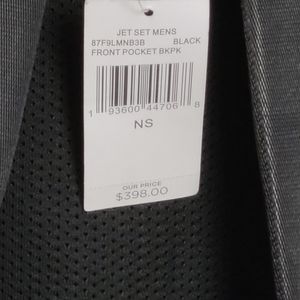 JET SET MENS
87F9LMNB3B BLACK
FRONT POCKET BKPK
1 93600 44706 8
NS
OUR PRICE
$398.00